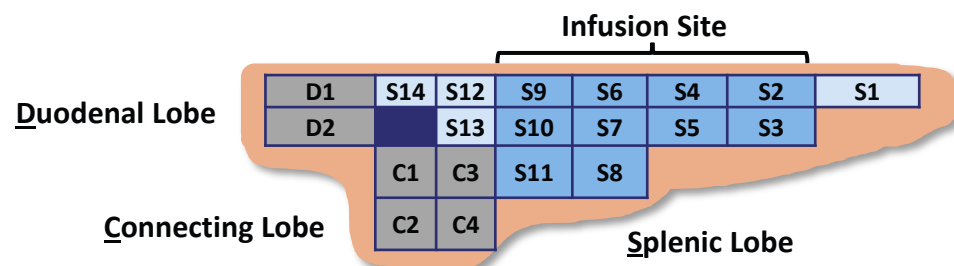 Infusion Site
D1 S14 S12 S9 S6 S4 S2 S1
Duodenal Lobe
D2 S13 S10 S7 S5 S3
C1 C3 S11 S8
Connecting Lobe
C2 C4
Splenic Lobe